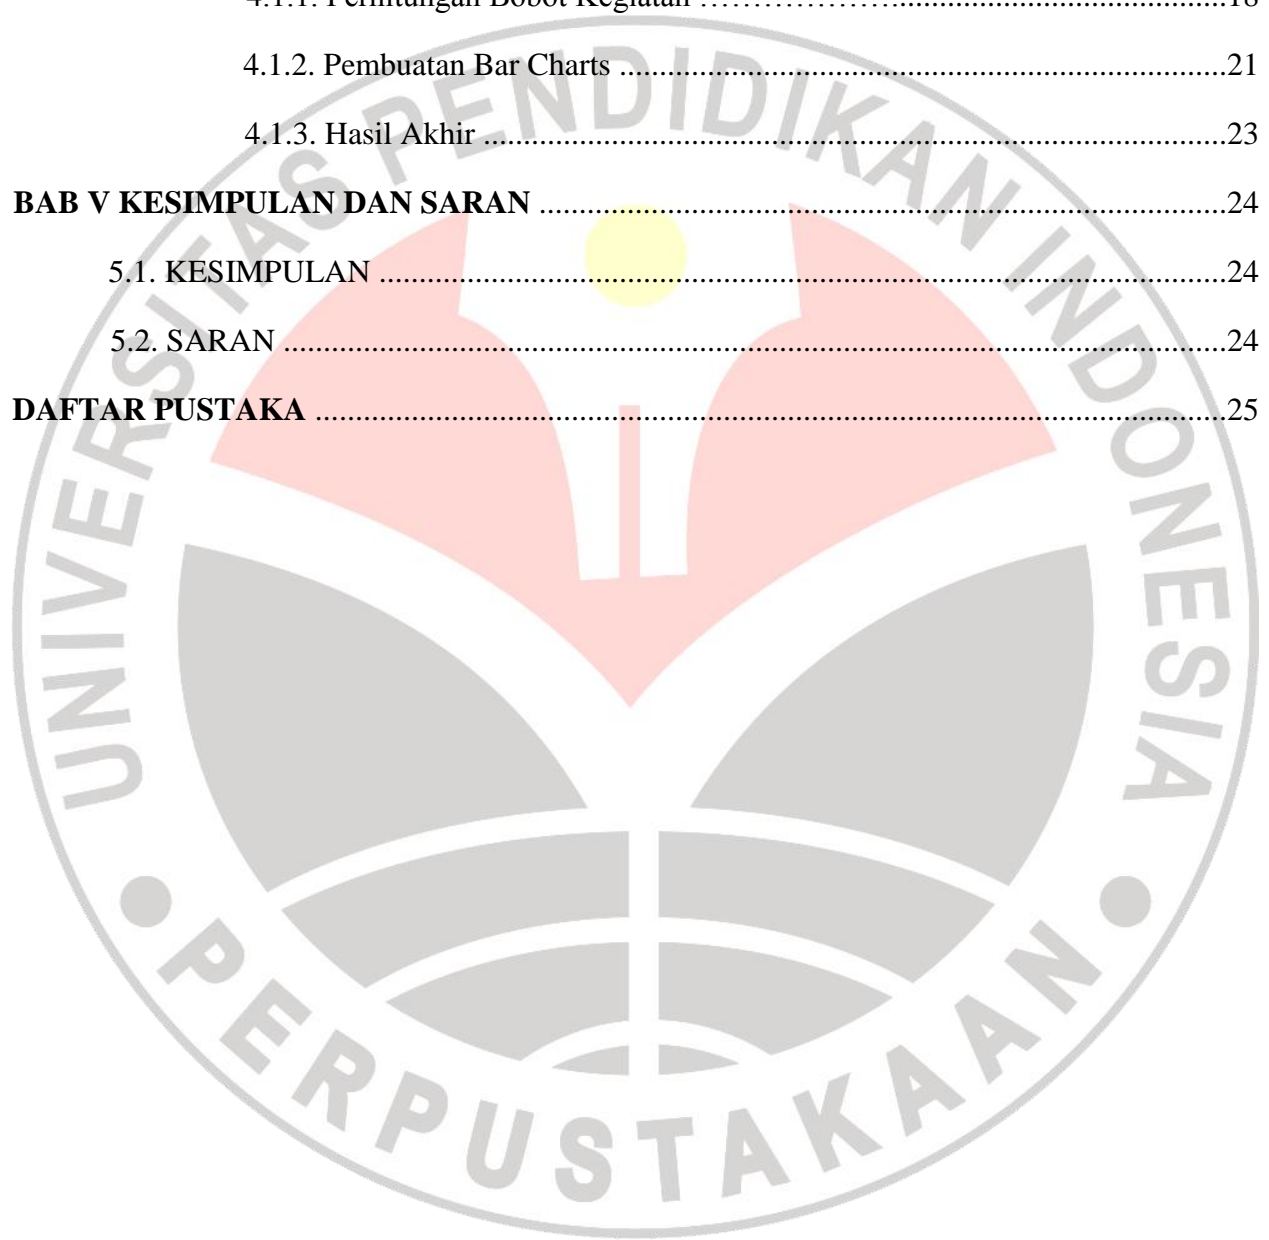 4.1.1. Perhitungan Bobot Kegiatan ………………….........................................18
4.1.2. Pembuatan Bar Charts ............................................................................21
4.1.3. Hasil Akhir .............................................................................................23
BAB V KESIMPULAN DAN SARAN ......................................................................................24
5.1. KESIMPULAN ..........................................................................................................24
5.2. SARAN ......................................................................................................................24
DAFTAR PUSTAKA ..................................................................................................................25
UNIVERSITAS PENDIDIKAN INDONESIA
PERPUSTAKAAN